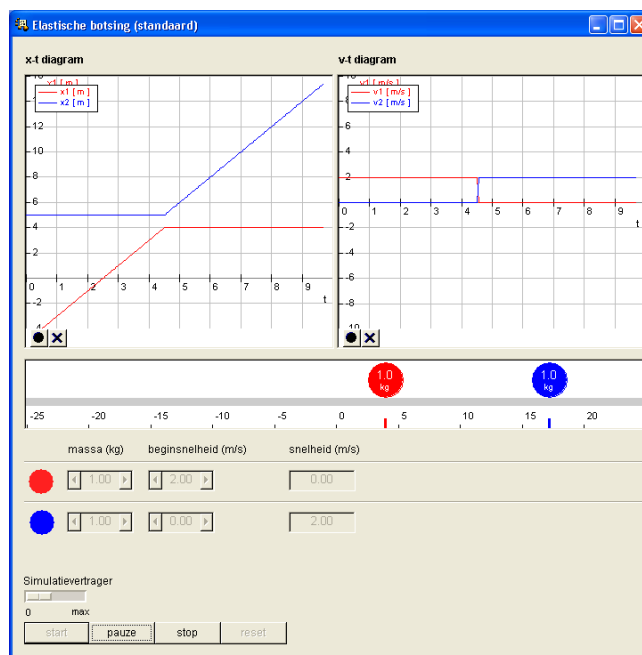 Elastische botsing (standaard)
x-t diagram
v-t diagram
x1 [ m ]
x1 [ m ]
x2 [ m ]
v1 [ m/s ]
v1 [ m/s ]
v2 [ m/s ]
14
12
10
8
6
4
2
-2
0 1 2 3 4 5 6 7 8 9
t
8
6
4
2
0 1 2 3 4 5 6 7 8 9
t
-2
-4
-6
-8
1.0 kg
1.0 kg
-25 -20 -15 -10 -5 0 5 10 15 20
massa (kg) beginsnelheid (m/s) snelheid (m/s)
1.00 2.00 0.00
1.00 0.00 2.00
Simulatievertrager
0 max
start pauze stop reset